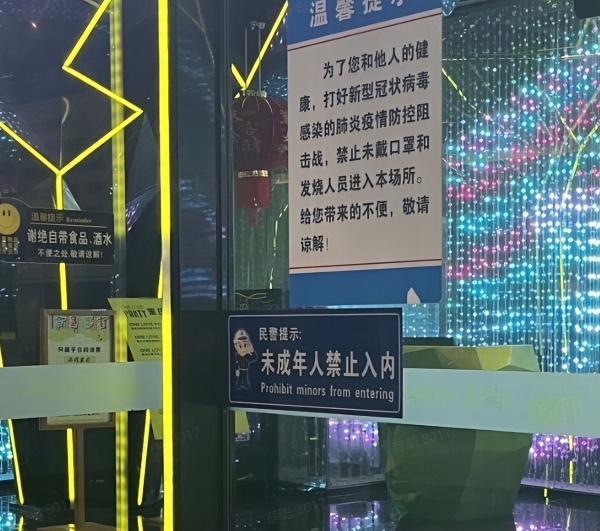 温馨提示
为了您和他人的健
康，打好新型冠状病毒
感染的肺炎疫情防控阻
击战，禁止未戴口罩和
发烧人员进入本场所。
给您带来的不便，敬请
谅解！
温馨提示 Reminder
谢绝自带食品、酒水
不便之处,敬请谅解!
PARTY
ONE LOVE
ONE LOVE
民警提示:
未成年人禁止入内
Prohibit minors from entering